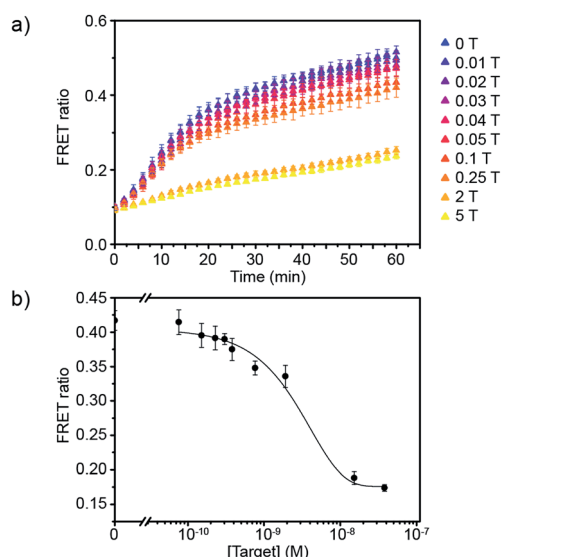 a)
0.6
0.4
0.2
0.0
FRET ratio
0
20
40
60
Time (min)
0 T
0.01 T
0.02 T
0.03 T
0.04 T
0.05 T
0.1 T
0.25 T
2 T
5 T
b)
0.45
0.40
0.35
0.30
0.25
0.20
0.15
FRET ratio
0
10⁻¹⁰
10⁻⁹
10⁻⁸
10⁻⁷
[Target] (M)